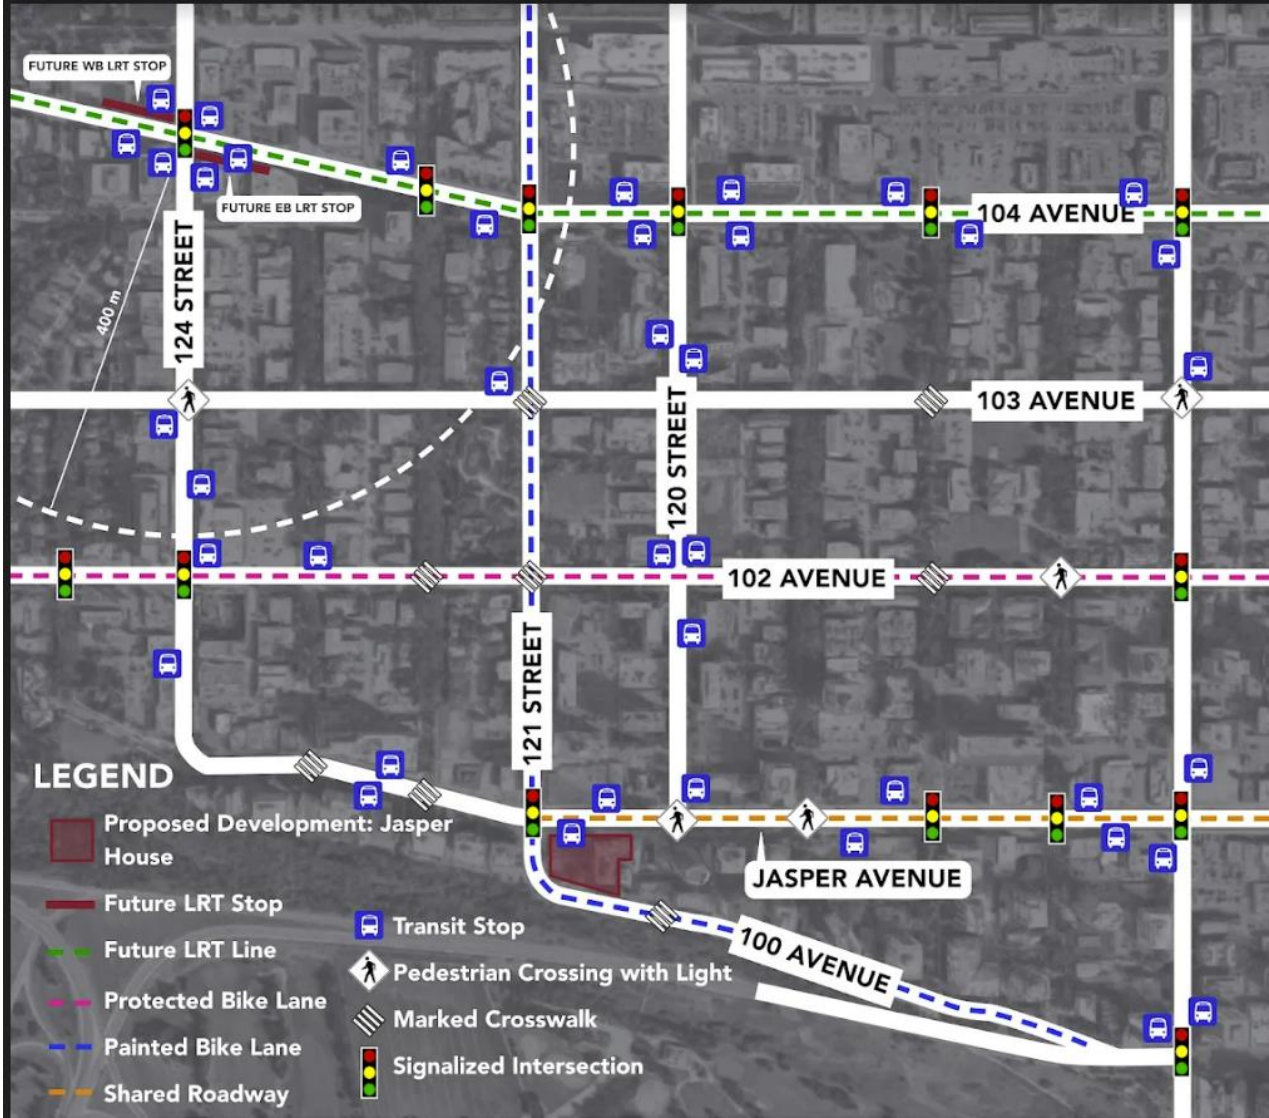 FUTURE WB LRT STOP
FUTURE EB LRT STOP
104 AVENUE
124 STREET
400 m
103 AVENUE
120 STREET
102 AVENUE
121 STREET
JASPER AVENUE
100 AVENUE
LEGEND
Proposed Development: Jasper
House
Future LRT Stop
Future LRT Line
Protected Bike Lane
Painted Bike Lane
Shared Roadway
Transit Stop
Pedestrian Crossing with Light
Marked Crosswalk
Signalized Intersection